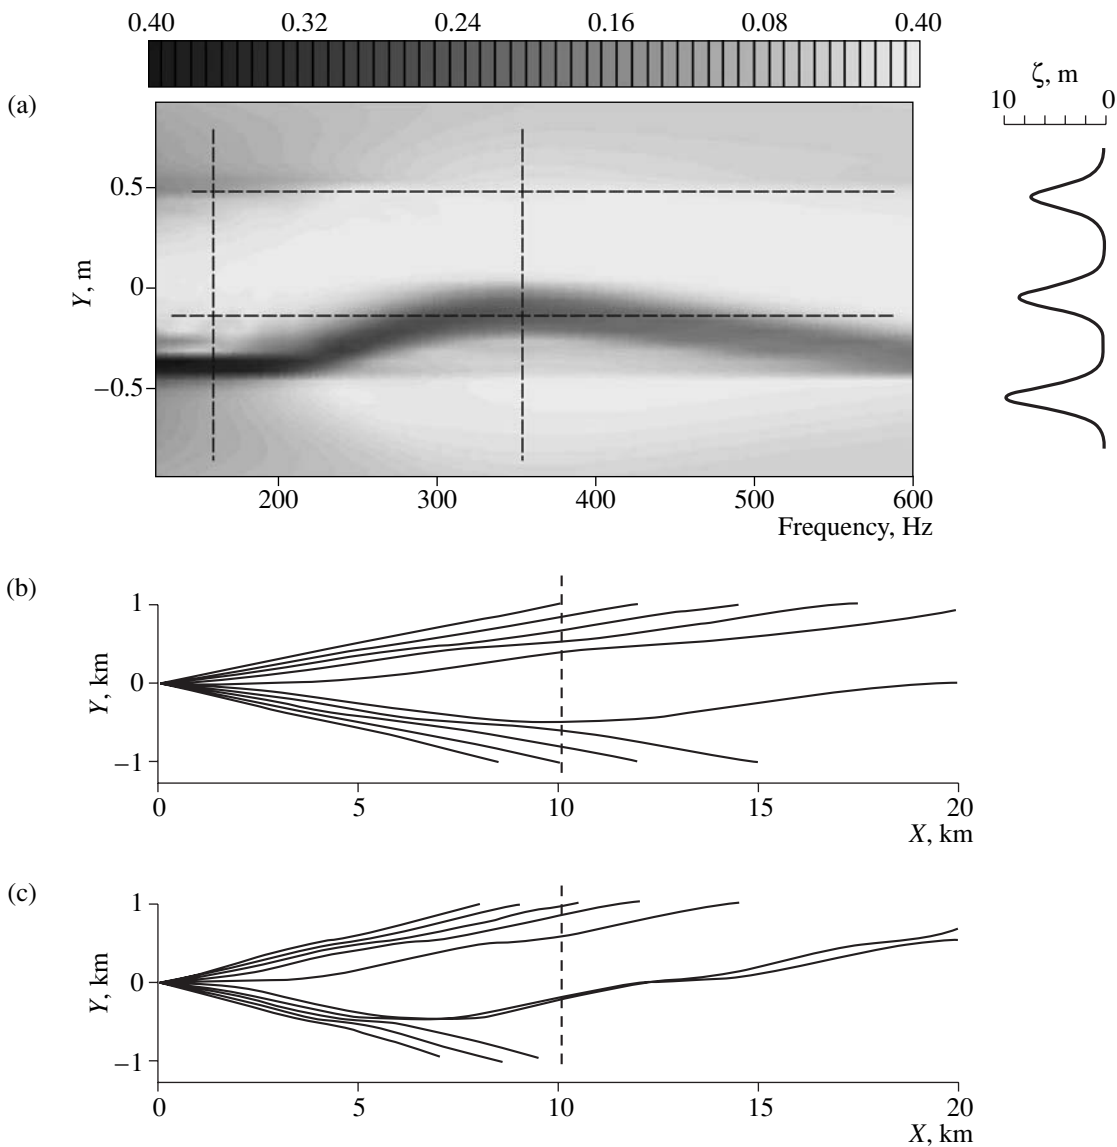 0.40 0.32 0.24 0.16 0.08 0.40
ζ, m
10 0
(a)
0.5
0
–0.5
Y, m
200 300 400 500 600
Frequency, Hz
(b)
1
0
–1
Y, km
0 5 10 15 20
X, km
(c)
1
0
–1
Y, km
0 5 10 15 20
X, km